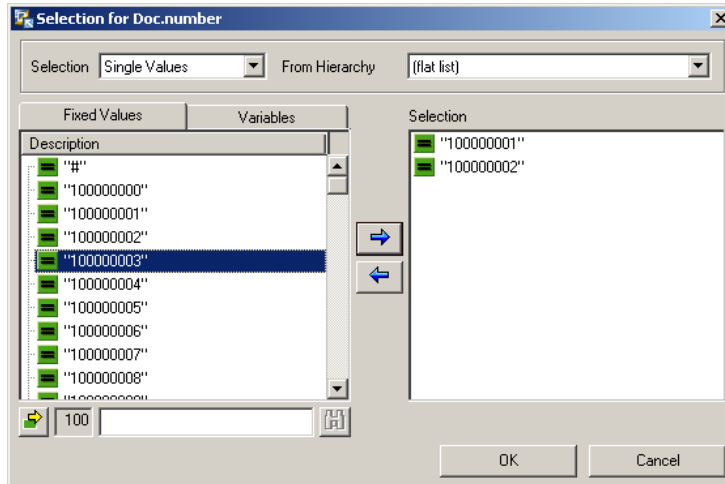 Selection for Doc.number
Selection Single Values From Hierarchy (flat list)
Fixed Values Variables Selection
Description
"#"
"100000000"
"100000001"
"100000002"
"100000003"
"100000004"
"100000005"
"100000006"
"100000007"
"100000008"
"100000001"
"100000002"
100
OK Cancel